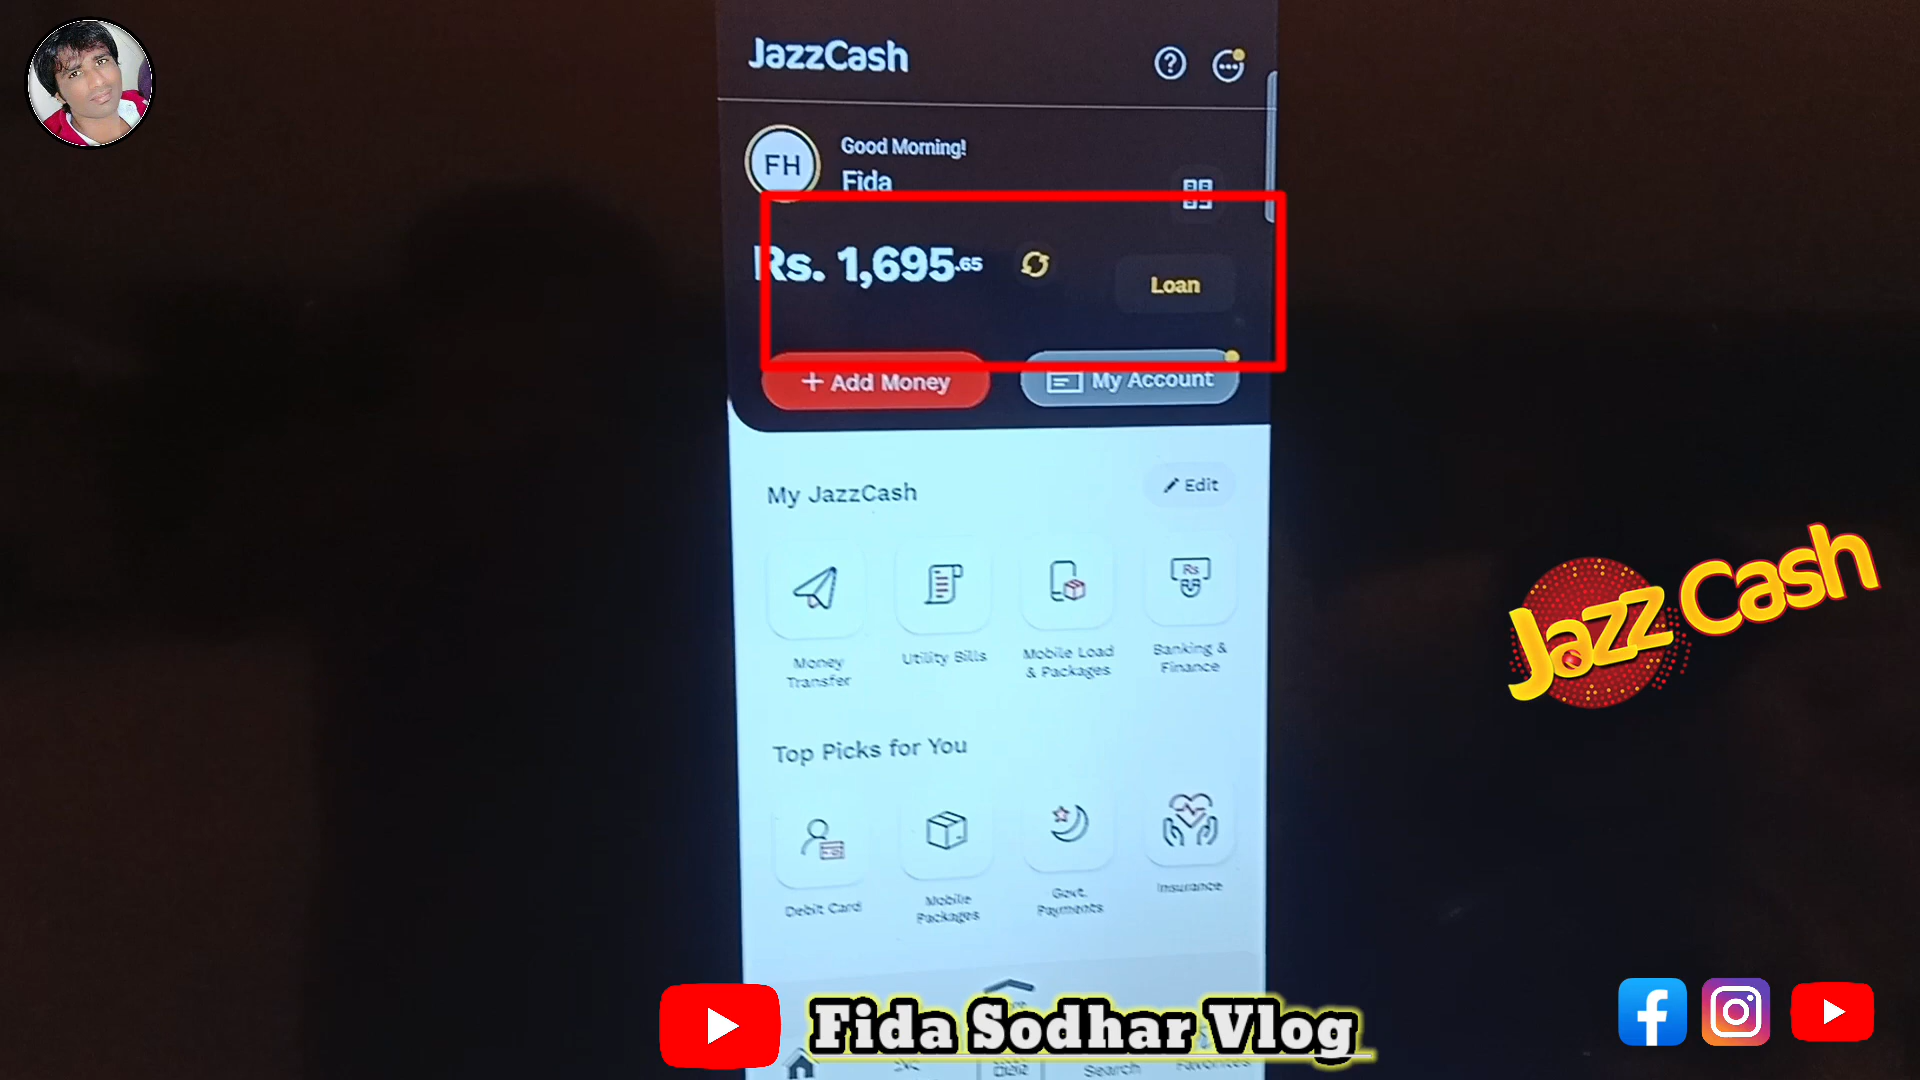 JazzCash
FH
Good Morning!
Fida
Rs. 1,695.65
Loan
+ Add Money
My Account
My JazzCash
Edit
Rs
Money Transfer
Utility Bills
Mobile Load & Packages
Banking & Finance
Jazz Cash
Top Picks for You
Debit Card
Mobile Packages
Govt. Payments
Insurance
Fida Sodhar Vlog
Search
Favorites